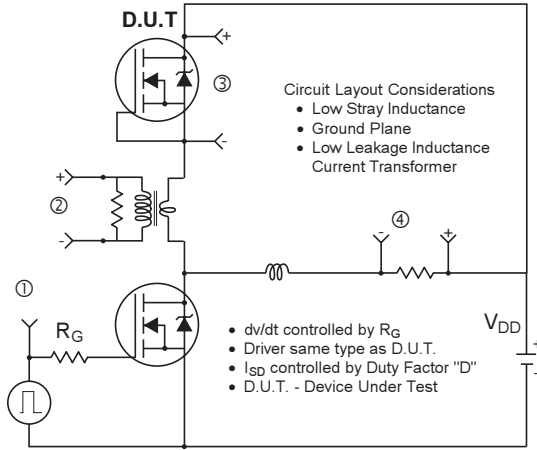 D.U.T
+
③
-
Circuit Layout Considerations
• Low Stray Inductance
• Ground Plane
• Low Leakage Inductance
Current Transformer
+
②
-
④
- +
①
R_G
• dv/dt controlled by R_G
• Driver same type as D.U.T.
• I_SD controlled by Duty Factor "D"
• D.U.T. - Device Under Test
V_DD
+
-